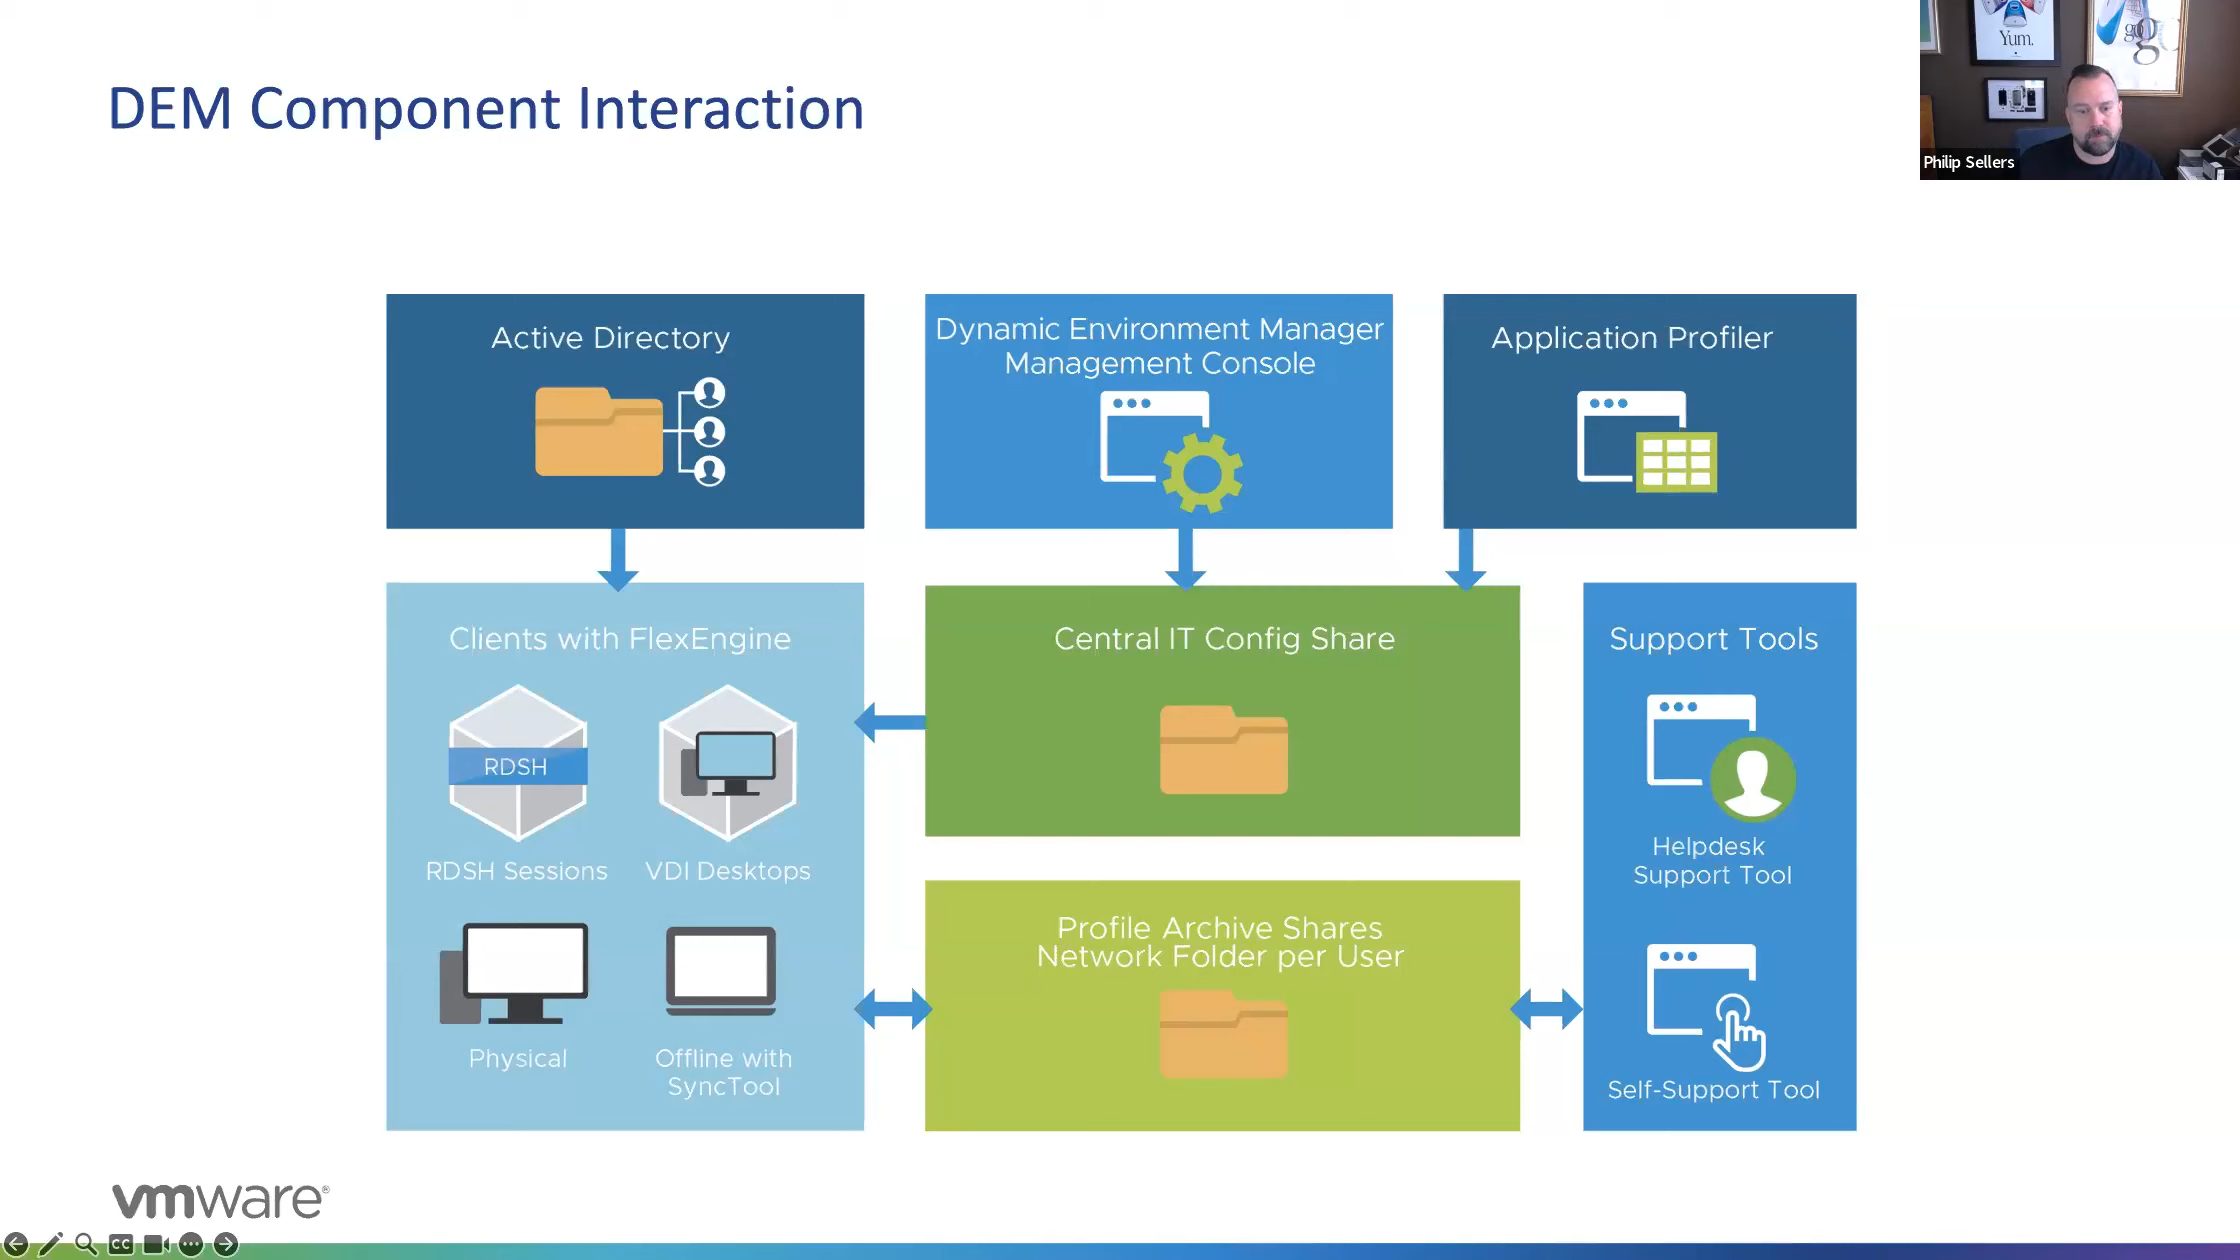 DEM Component Interaction
Yum.
go
Philip Sellers
Active Directory
Dynamic Environment Manager
Management Console
Application Profiler
Clients with FlexEngine
RDSH
RDSH Sessions
VDI Desktops
Physical
Offline with
SyncTool
Central IT Config Share
Profile Archive Shares
Network Folder per User
Support Tools
Helpdesk
Support Tool
Self-Support Tool
vmware®
CC